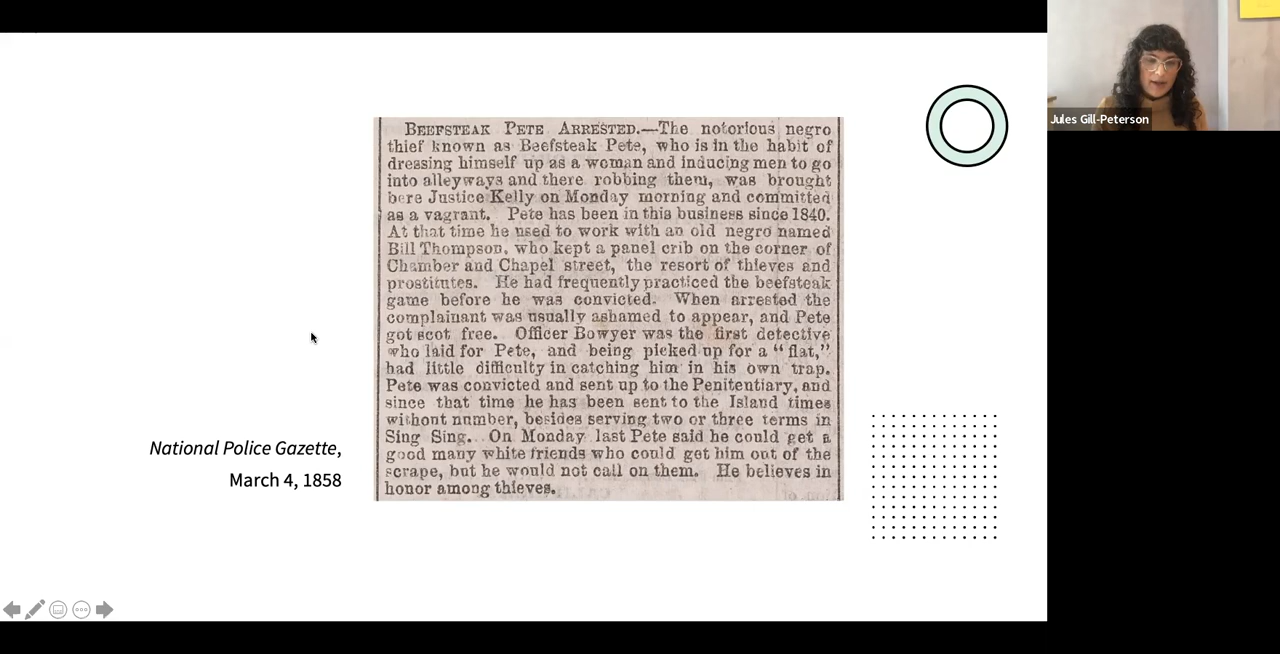 BEEFSTEAK PETE ARRESTED.—The notorious negro
thief known as Beefsteak Pete, who is in the habit of
dressing himself up as a woman and inducing men to go
into alleyways and there robbing them, was brought
bere Justice Kelly on Monday morning and committed
as a vagrant. Pete has been in this business since 1840.
At that time he used to work with an old negro named
Bill Thompson, who kept a panel crib on the corner of
Chamber and Chapel street, the resort of thieves and
prostitutes. He had frequently practiced the beefsteak
game before he was convicted. When arrested the
complainant was usually ashamed to appear, and Pete
got scot free. Officer Bowyer was the first detective
who laid for Pete, and being picked up for a "flat,"
had little difficulty in catching him in his own trap.
Pete was convicted and sent up to the Penitentiary, and
since that time he has been sent to the Island times
without number, besides serving two or three terms in
Sing Sing. On Monday last Pete said he could get a
good many white friends who could get him out of the
scrape, but he would not call on them. He believes in
honor among thieves.
National Police Gazette,
March 4, 1858
Jules Gill-Peterson